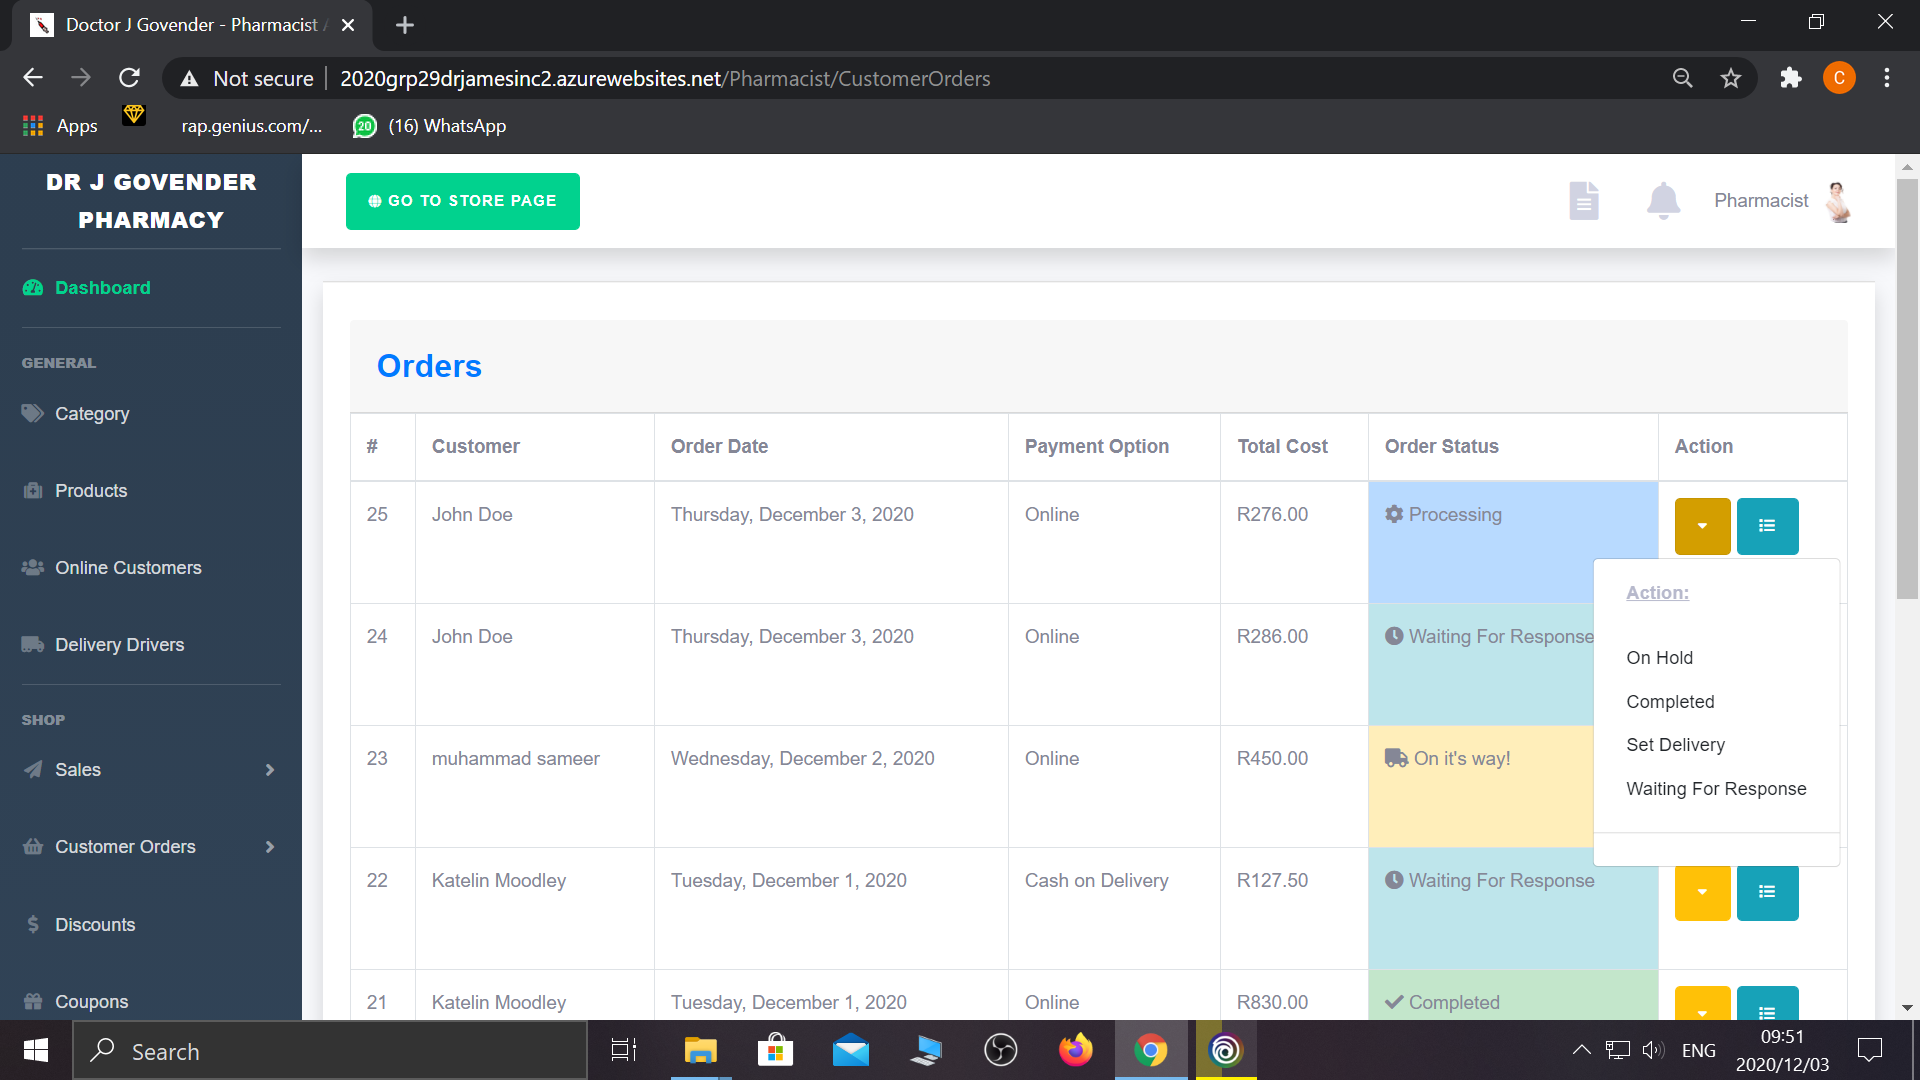 Doctor J Govender - Pharmacist
Not secure 2020grp29drjamesinc2.azurewebsites.net/Pharmacist/CustomerOrders
C
Apps
rap.genius.com/...
20
(16) WhatsApp
DR J GOVENDER
PHARMACY
GO TO STORE PAGE
Pharmacist
Dashboard
GENERAL
Category
Products
Online Customers
Delivery Drivers
SHOP
Sales
Customer Orders
Discounts
Coupons
Orders
# Customer Order Date Payment Option Total Cost Order Status Action
25 John Doe Thursday, December 3, 2020 Online R276.00 Processing
24 John Doe Thursday, December 3, 2020 Online R286.00 Waiting For Response
23 muhammad sameer Wednesday, December 2, 2020 Online R450.00 On it's way!
22 Katelin Moodley Tuesday, December 1, 2020 Cash on Delivery R127.50 Waiting For Response
21 Katelin Moodley Tuesday, December 1, 2020 Online R830.00 Completed
Action:
On Hold
Completed
Set Delivery
Waiting For Response
Search
ENG
09:51
2020/12/03